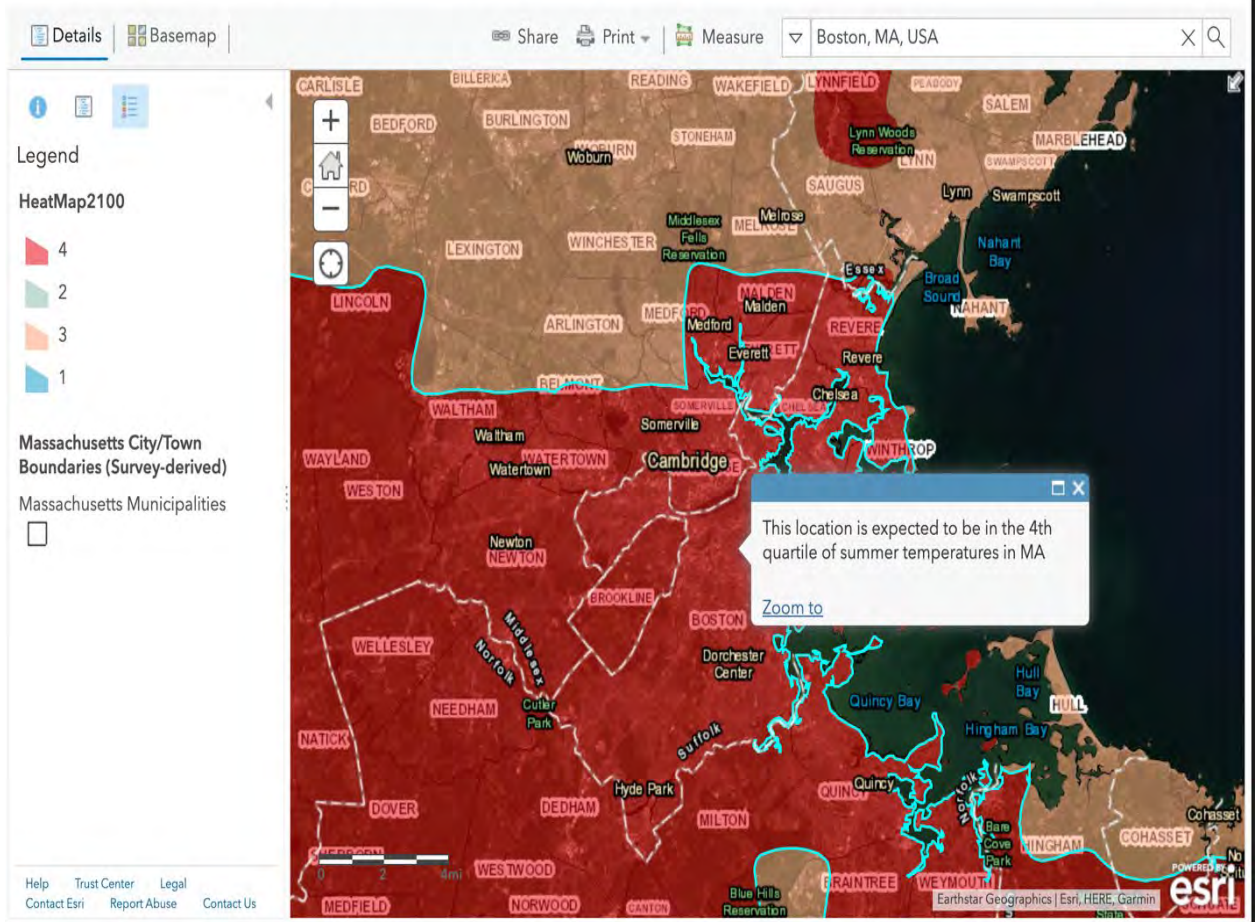 Details
Basemap
Share
Print
Measure
Boston, MA, USA
Legend
HeatMap2100
4
2
3
1
Massachusetts City/Town
Boundaries (Survey-derived)
Massachusetts Municipalities
Help Trust Center Legal
Contact Esri Report Abuse Contact Us
CARLISLE
BILLERICA
READING
WAKEFIELD
LYNNFIELD
PEABODY
SALEM
BEDFORD
BURLINGTON
STONEHAM
Lynn Woods
Reservation
MARBLEHEAD
Woburn
LYNN
SWAMPSCOTT
SAUGUS
Lynn
Swampscott
Middlesex
Fells
Reservation
Melrose
LEXINGTON
WINCHESTER
Nahant
Bay
Essex
Broad
Sound
NAHANT
LINCOLN
MALDEN
Malden
ARLINGTON
MEDFORD
Medford
REVERE
Everett
Revere
BELMONT
Chelsea
WALTHAM
SOMERVILLE
CHELSEA
Somerville
Waltham
WINTHROP
WAYLAND
Watertown
WATERTOWN
Cambridge
WESTON
This location is expected to be in the 4th
quartile of summer temperatures in MA
Zoom to
Newton
NEWTON
BROOKLINE
BOSTON
Middlesex
Norfolk
WELLESLEY
Dorchester
Center
Hull
Bay
Quincy Bay
HULL
NEEDHAM
Cutler
Park
Hingham Bay
NATICK
Suffolk
Hyde Park
Quincy
Norfolk
DOVER
DEDHAM
MILTON
Cohasset
Bare
Cove
Park
HINGHAM
COHASSET
0 2 4mi
WESTWOOD
BRAINTREE
WEYMOUTH
MEDFIELD
NORWOOD
CANTON
Blue Hills
Reservation
Earthstar Geographics | Esri, HERE, Garmin
POWERED BY
esri